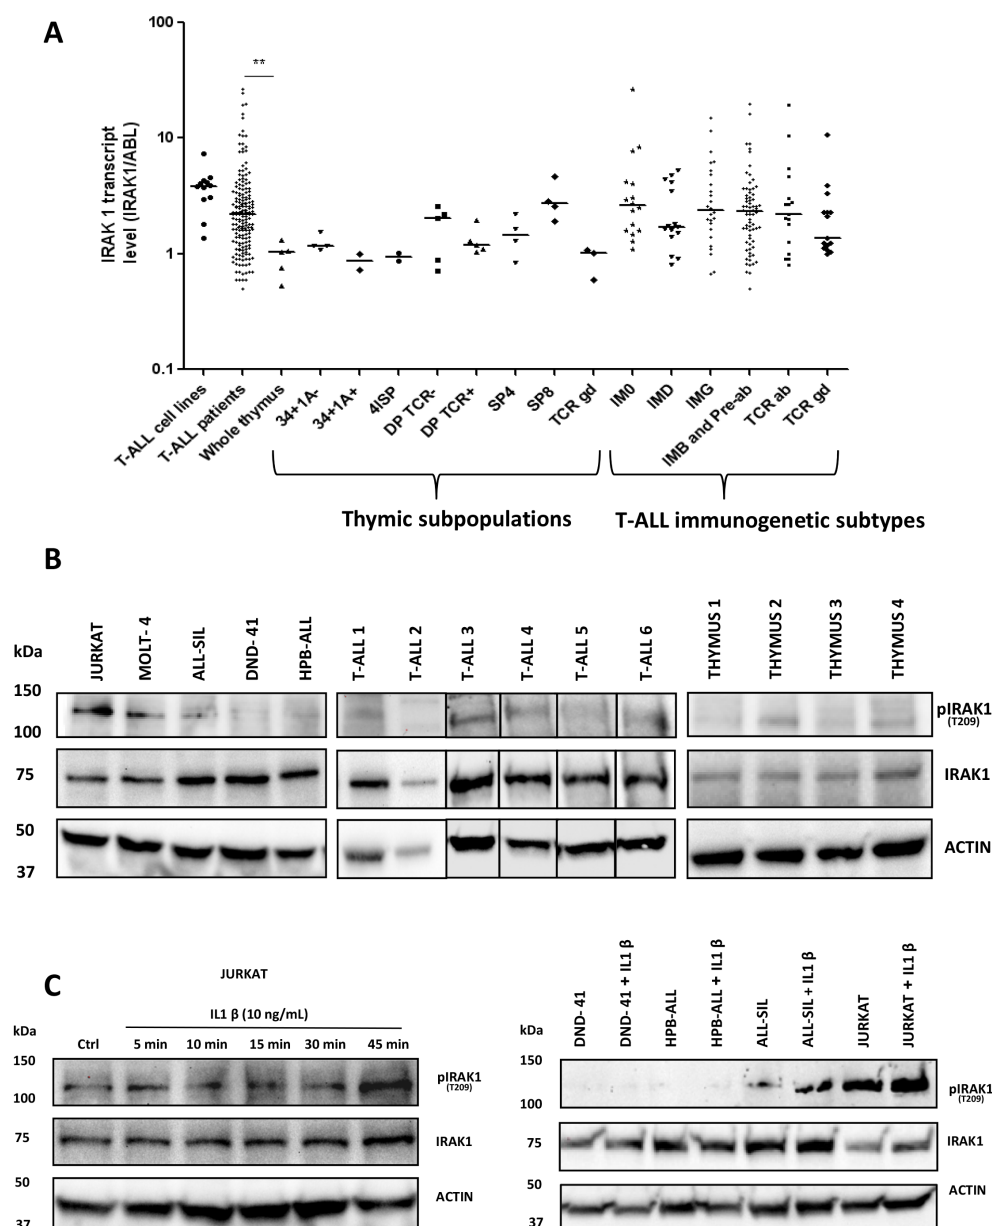 A
100
10
1
0.1
**
IRAK 1 transcript
level (IRAK1/ABL)
T-ALL cell lines
T-ALL patients
Whole thymus
34+1A-
34+1A+
4ISP
DP TCR-
DP TCR+
SP4
SP8
TCR gd
IM0
IMD
IMG
IMB and Pre-ab
TCR ab
TCR gd
Thymic subpopulations
T-ALL immunogenetic subtypes
B
kDa
JURKAT
MOLT- 4
ALL-SIL
DND- 41
HPB-ALL
T-ALL 1
T-ALL 2
T-ALL 3
T-ALL 4
T-ALL 5
T-ALL 6
THYMUS 1
THYMUS 2
THYMUS 3
THYMUS 4
150
100
pIRAK1
(T209)
75
IRAK1
50
37
ACTIN
C
JURKAT
IL1 β (10 ng/mL)
kDa
Ctrl
5 min
10 min
15 min
30 min
45 min
150
100
pIRAK1
(T209)
75
IRAK1
50
37
ACTIN
kDa
DND- 41
DND- 41 + IL1 β
HPB-ALL
HPB-ALL + IL1 β
ALL-SIL
ALL-SIL + IL1 β
JURKAT
JURKAT + IL1 β
150
100
pIRAK1
(T209)
75
IRAK1
50
37
ACTIN